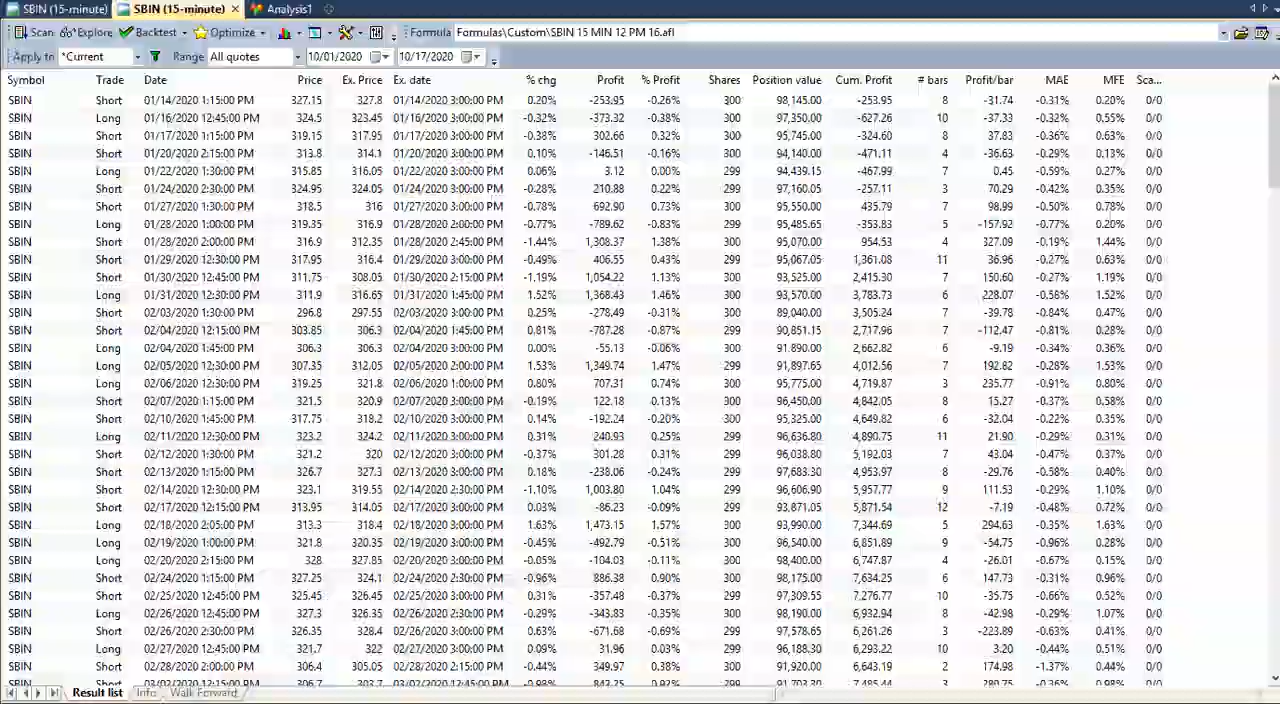 SBIN (15-minute) SBIN (15-minute) × Analysis1
Scan Explore Backtest Optimize Formula Formulas\Custom\SBIN 15 MIN 12 PM 16.afl
Apply to *Current Range All quotes 10/01/2020 10/17/2020
Symbol Trade Date Price Ex. Price Ex. date % chg Profit % Profit Shares Position value Cum. Profit # bars Profit/bar MAE MFE Sca...
SBIN Short 01/14/2020 1:15:00 PM 327.15 327.8 01/14/2020 3:00:00 PM 0.20% -253.95 -0.26% 300 98,145.00 -253.95 8 -31.74 -0.31% 0.20% 0/0
SBIN Long 01/16/2020 12:45:00 PM 324.5 323.45 01/16/2020 3:00:00 PM -0.32% -373.32 -0.38% 300 97,350.00 -627.26 10 -37.33 -0.32% 0.55% 0/0
SBIN Short 01/17/2020 1:15:00 PM 319.15 317.95 01/17/2020 3:00:00 PM -0.38% 302.66 0.32% 300 95,745.00 -324.60 8 37.83 -0.36% 0.63% 0/0
SBIN Short 01/20/2020 2:15:00 PM 313.8 314.1 01/20/2020 3:00:00 PM 0.10% -146.51 -0.16% 300 94,140.00 -471.11 4 -36.63 -0.29% 0.13% 0/0
SBIN Long 01/22/2020 1:30:00 PM 315.85 316.05 01/22/2020 3:00:00 PM 0.06% 3.12 0.00% 299 94,439.15 -467.99 7 0.45 -0.59% 0.27% 0/0
SBIN Short 01/24/2020 2:30:00 PM 324.95 324.05 01/24/2020 3:00:00 PM -0.28% 210.88 0.22% 299 97,160.05 -257.11 3 70.29 -0.42% 0.35% 0/0
SBIN Short 01/27/2020 1:30:00 PM 318.5 316 01/27/2020 3:00:00 PM -0.78% 692.90 0.73% 300 95,550.00 435.79 7 98.99 -0.50% 0.78% 0/0
SBIN Long 01/28/2020 1:00:00 PM 319.35 316.9 01/28/2020 2:00:00 PM -0.77% -789.62 -0.83% 299 95,485.65 -353.83 5 -157.92 -0.77% 0.20% 0/0
SBIN Short 01/28/2020 2:00:00 PM 316.9 312.35 01/28/2020 2:45:00 PM -1.44% 1,308.37 1.38% 300 95,070.00 954.53 4 327.09 -0.19% 1.44% 0/0
SBIN Short 01/29/2020 12:30:00 PM 317.95 316.4 01/29/2020 3:00:00 PM -0.49% 406.55 0.43% 299 95,067.05 1,361.08 11 36.96 -0.27% 0.63% 0/0
SBIN Short 01/30/2020 12:45:00 PM 311.75 308.05 01/30/2020 2:15:00 PM -1.19% 1,054.22 1.13% 300 93,525.00 2,415.30 7 150.60 -0.27% 1.19% 0/0
SBIN Long 01/31/2020 12:30:00 PM 311.9 316.65 01/31/2020 1:45:00 PM 1.52% 1,368.43 1.46% 300 93,570.00 3,783.73 6 228.07 -0.58% 1.52% 0/0
SBIN Short 02/03/2020 1:30:00 PM 296.8 297.55 02/03/2020 3:00:00 PM 0.25% -278.49 -0.31% 300 89,040.00 3,505.24 7 -39.78 -0.84% 0.47% 0/0
SBIN Short 02/04/2020 12:15:00 PM 303.85 306.3 02/04/2020 1:45:00 PM 0.81% -787.28 -0.87% 299 90,851.15 2,717.96 7 -112.47 -0.81% 0.28% 0/0
SBIN Long 02/04/2020 1:45:00 PM 306.3 306.3 02/04/2020 3:00:00 PM 0.00% -55.13 -0.06% 300 91,890.00 2,662.82 6 -9.19 -0.34% 0.36% 0/0
SBIN Long 02/05/2020 12:30:00 PM 307.35 312.05 02/05/2020 2:00:00 PM 1.53% 1,349.74 1.47% 299 91,897.65 4,012.56 7 192.82 -0.28% 1.53% 0/0
SBIN Long 02/06/2020 12:30:00 PM 319.25 321.8 02/06/2020 1:00:00 PM 0.80% 707.31 0.74% 300 95,775.00 4,719.87 3 235.77 -0.91% 0.80% 0/0
SBIN Short 02/07/2020 1:15:00 PM 321.5 320.9 02/07/2020 3:00:00 PM -0.19% 122.18 0.13% 300 96,450.00 4,842.05 8 15.27 -0.37% 0.58% 0/0
SBIN Short 02/10/2020 1:45:00 PM 317.75 318.2 02/10/2020 3:00:00 PM 0.14% -192.24 -0.20% 300 95,325.00 4,649.82 6 -32.04 -0.22% 0.35% 0/0
SBIN Long 02/11/2020 12:30:00 PM 323.2 324.2 02/11/2020 3:00:00 PM 0.31% 240.93 0.25% 299 96,636.80 4,890.75 11 21.90 -0.29% 0.31% 0/0
SBIN Short 02/12/2020 1:30:00 PM 321.2 320 02/12/2020 3:00:00 PM -0.37% 301.28 0.31% 299 96,038.80 5,192.03 7 43.04 -0.47% 0.37% 0/0
SBIN Short 02/13/2020 1:15:00 PM 326.7 327.3 02/13/2020 3:00:00 PM 0.18% -238.06 -0.24% 299 97,683.30 4,953.97 8 -29.76 -0.58% 0.40% 0/0
SBIN Short 02/14/2020 12:30:00 PM 323.1 319.55 02/14/2020 2:30:00 PM -1.10% 1,003.80 1.04% 299 96,606.90 5,957.77 9 111.53 -0.29% 1.10% 0/0
SBIN Short 02/17/2020 12:15:00 PM 313.95 314.05 02/17/2020 3:00:00 PM 0.03% -86.23 -0.09% 299 93,871.05 5,871.54 12 -7.19 -0.48% 0.72% 0/0
SBIN Long 02/18/2020 2:05:00 PM 313.3 318.4 02/18/2020 3:00:00 PM 1.63% 1,473.15 1.57% 300 93,990.00 7,344.69 5 294.63 -0.35% 1.63% 0/0
SBIN Long 02/19/2020 1:00:00 PM 321.8 320.35 02/19/2020 3:00:00 PM -0.45% -492.79 -0.51% 300 96,540.00 6,851.89 9 -54.75 -0.96% 0.28% 0/0
SBIN Long 02/20/2020 2:15:00 PM 328 327.85 02/20/2020 3:00:00 PM -0.05% -104.03 -0.11% 300 98,400.00 6,747.87 4 -26.01 -0.67% 0.15% 0/0
SBIN Short 02/24/2020 1:15:00 PM 327.25 324.1 02/24/2020 2:30:00 PM -0.96% 886.38 0.90% 300 98,175.00 7,634.25 6 147.73 -0.31% 0.96% 0/0
SBIN Short 02/25/2020 12:45:00 PM 325.45 326.45 02/25/2020 3:00:00 PM 0.31% -357.48 -0.37% 299 97,309.55 7,276.77 10 -35.75 -0.66% 0.52% 0/0
SBIN Long 02/26/2020 12:45:00 PM 327.3 326.35 02/26/2020 2:30:00 PM -0.29% -343.83 -0.35% 300 98,190.00 6,932.94 8 -42.98 -0.29% 1.07% 0/0
SBIN Short 02/26/2020 2:30:00 PM 326.35 328.4 02/26/2020 3:00:00 PM 0.63% -671.68 -0.69% 299 97,578.65 6,261.26 3 -223.89 -0.63% 0.41% 0/0
SBIN Long 02/27/2020 12:45:00 PM 321.7 322 02/27/2020 3:00:00 PM 0.09% 31.96 0.03% 299 96,188.30 6,293.22 10 3.20 -0.44% 0.51% 0/0
SBIN Short 02/28/2020 2:00:00 PM 306.4 305.05 02/28/2020 2:15:00 PM -0.44% 349.97 0.38% 300 91,920.00 6,643.19 2 174.98 -1.37% 0.44% 0/0
Result list Info Walk Forward